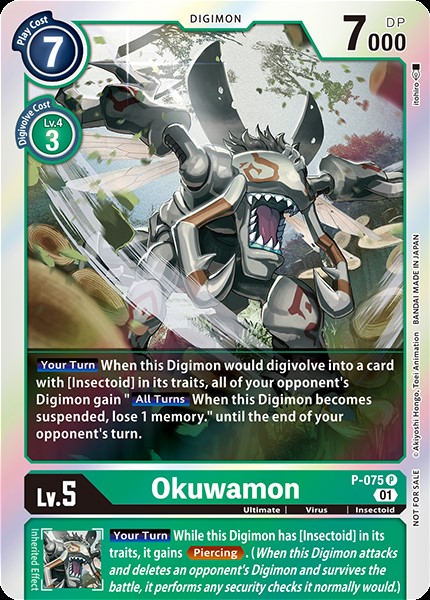 Play Cost
7
DIGIMON
7000
DP
Digivolve Cost
Lv.4
3
itohiro
Your Turn When this Digimon would digivolve into a card
with [Insectoid] in its traits, all of your opponent's
Digimon gain " All Turns When this Digimon becomes
suspended, lose 1 memory." until the end of your
opponent's turn.
©Akiyoshi Hongo, Toei Animation BANDAI MADE IN JAPAN
NOT FOR SALE
P-075 P
01
Lv.5
Okuwamon
Ultimate | Virus | Insectoid
Inherited Effect
Your Turn While this Digimon has [Insectoid] in its
traits, it gains Piercing. (When this Digimon attacks
and deletes an opponent's Digimon and survives the
battle, it performs any security checks it normally would.)